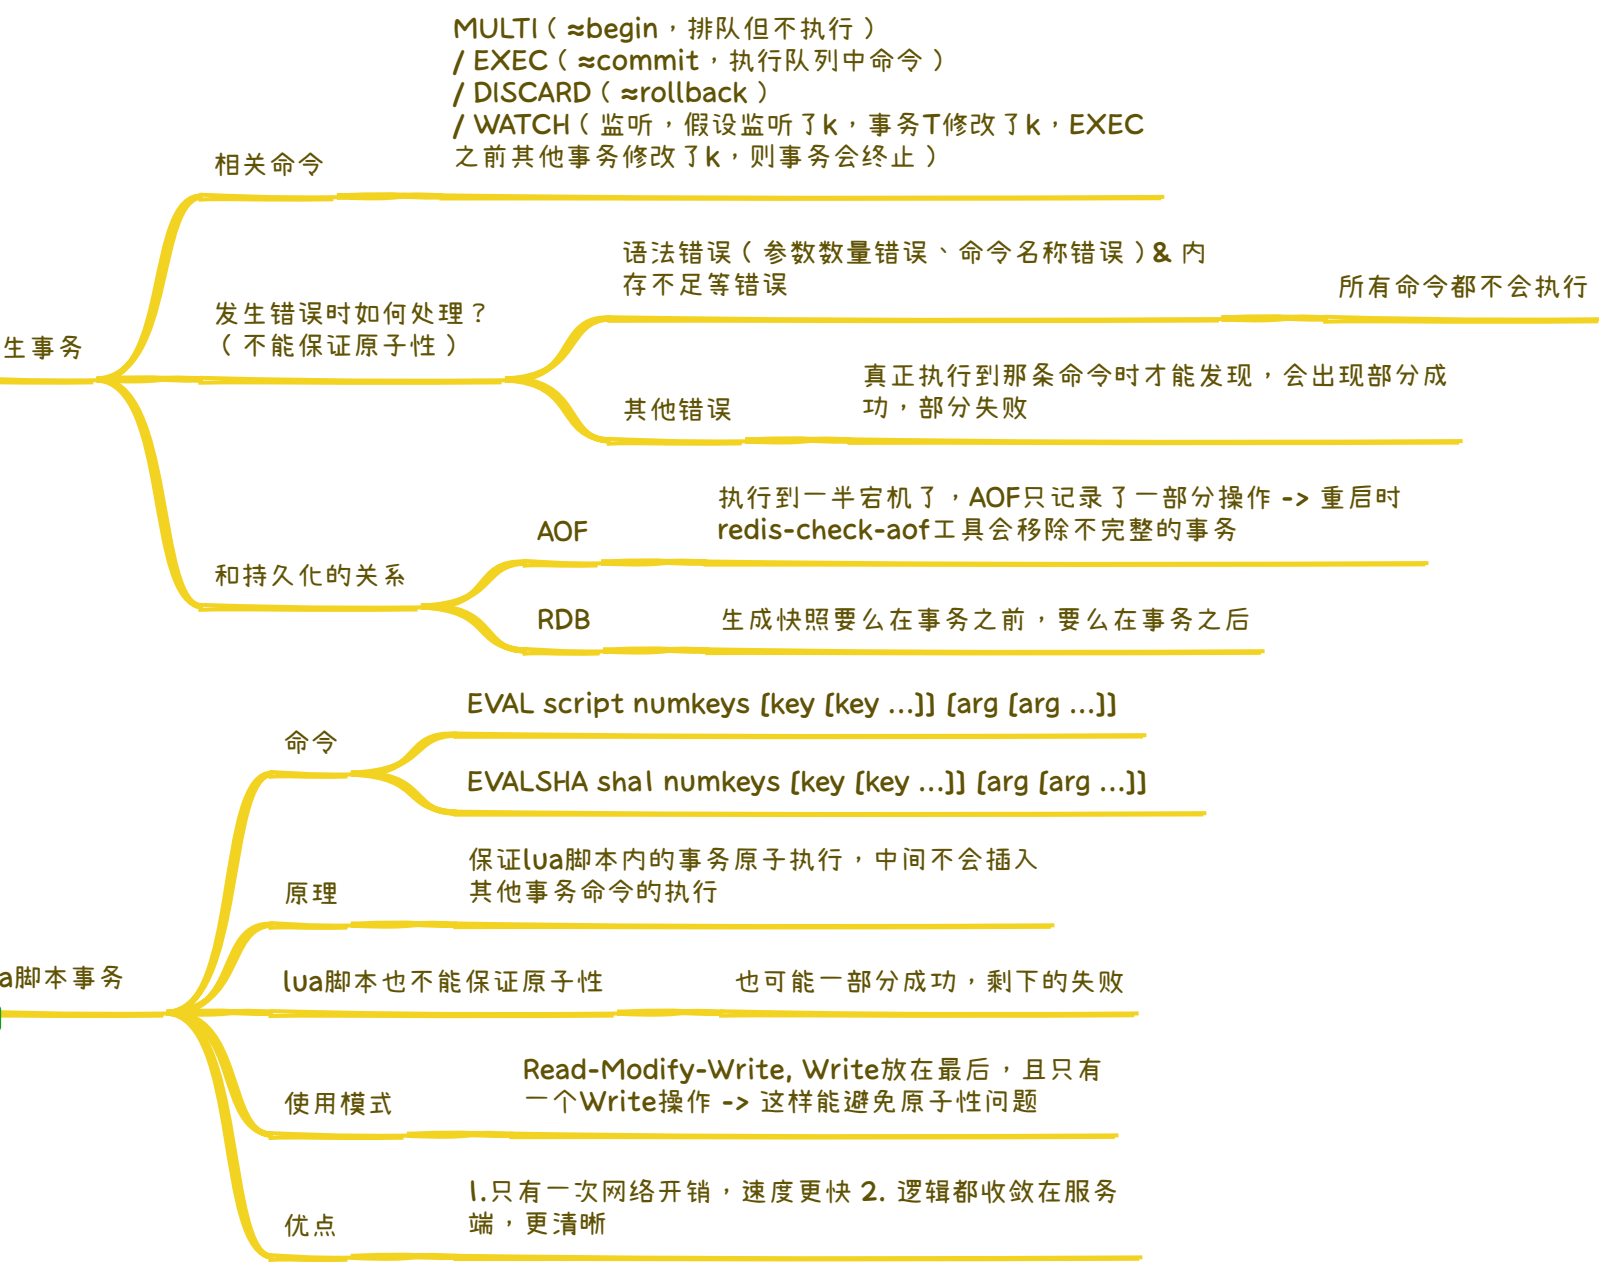 MULTI（≈begin，排队但不执行）
/ EXEC（≈commit，执行队列中命令）
/ DISCARD（≈rollback）
/ WATCH（监听，假设监听了k，事务T修改了k，EXEC
之前其他事务修改了k，则事务会终止）
相关命令
语法错误（参数数量错误、命令名称错误）& 内
存不足等错误
所有命令都不会执行
发生错误时如何处理？
（不能保证原子性）
生事务
真正执行到那条命令时才能发现，会出现部分成
功，部分失败
其他错误
执行到一半宕机了，AOF只记录了一部分操作 -> 重启时
redis-check-aof工具会移除不完整的事务
AOF
和持久化的关系
RDB
生成快照要么在事务之前，要么在事务之后
EVAL script numkeys [key [key ...]] [arg [arg ...]]
命令
EVALSHA sha1 numkeys [key [key ...]] [arg [arg ...]]
保证lua脚本内的事务原子执行，中间不会插入
其他事务命令的执行
原理
a脚本事务
lua脚本也不能保证原子性
也可能一部分成功，剩下的失败
Read-Modify-Write, Write放在最后，且只有
一个Write操作 -> 这样能避免原子性问题
使用模式
1.只有一次网络开销，速度更快 2. 逻辑都收敛在服务
端，更清晰
优点